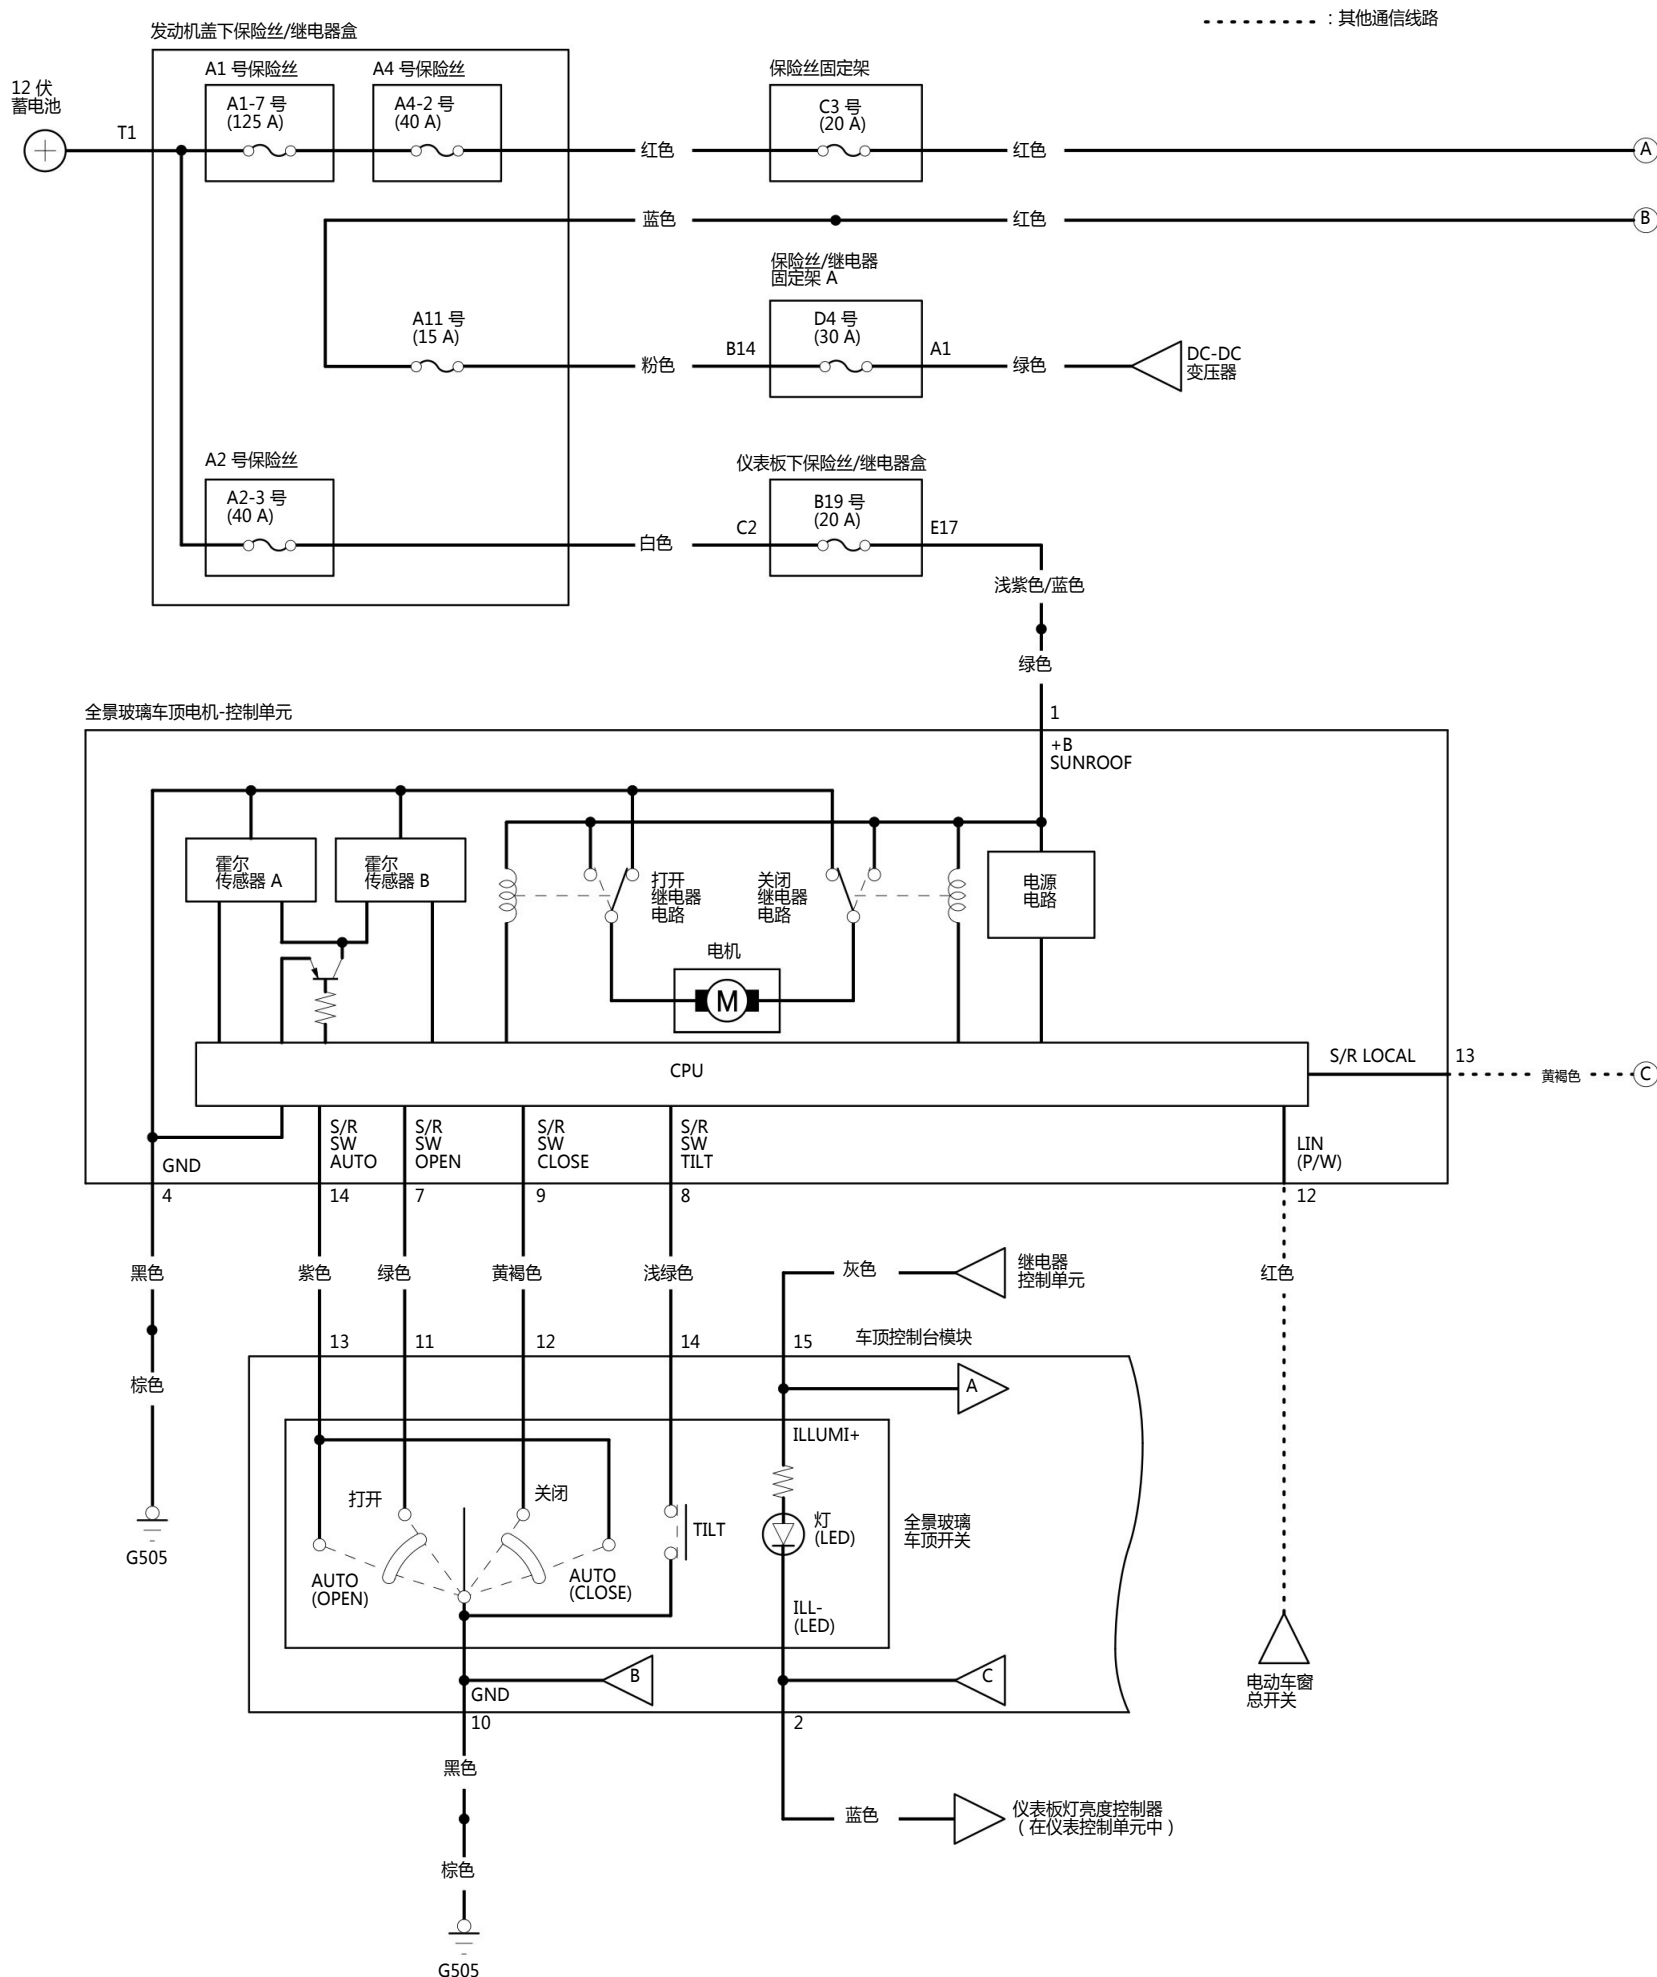 ：其他通信线路
发动机盖下保险丝/继电器盒
12 伏
蓄电池
T1
A1 号保险丝
A1-7 号
(125 A)
A4 号保险丝
A4-2 号
(40 A)
红色
保险丝固定架
C3 号
(20 A)
红色
A
蓝色
红色
B
A11 号
(15 A)
粉色
B14
保险丝/继电器
固定架 A
D4 号
(30 A)
A1
绿色
DC-DC
变压器
A2 号保险丝
A2-3 号
(40 A)
白色
C2
仪表板下保险丝/继电器盒
B19 号
(20 A)
E17
浅紫色/蓝色
绿色
全景玻璃车顶电机-控制单元
1
+B
SUNROOF
霍尔
传感器 A
霍尔
传感器 B
打开
继电器
电路
关闭
继电器
电路
电源
电路
电机
M
CPU
S/R LOCAL
13
黄褐色
C
GND
S/R
SW
AUTO
S/R
SW
OPEN
S/R
SW
CLOSE
S/R
SW
TILT
LIN
(P/W)
4
14
7
9
8
12
黑色
紫色
绿色
黄褐色
浅绿色
灰色
继电器
控制单元
红色
13
11
12
14
15
车顶控制台模块
棕色
A
ILLUMI+
打开
关闭
TILT
灯
(LED)
全景玻璃
车顶开关
G505
AUTO
(OPEN)
AUTO
(CLOSE)
ILL-
(LED)
B
C
GND
10
2
电动车窗
总开关
黑色
蓝色
仪表板灯亮度控制器
（在仪表控制单元中）
棕色
G505